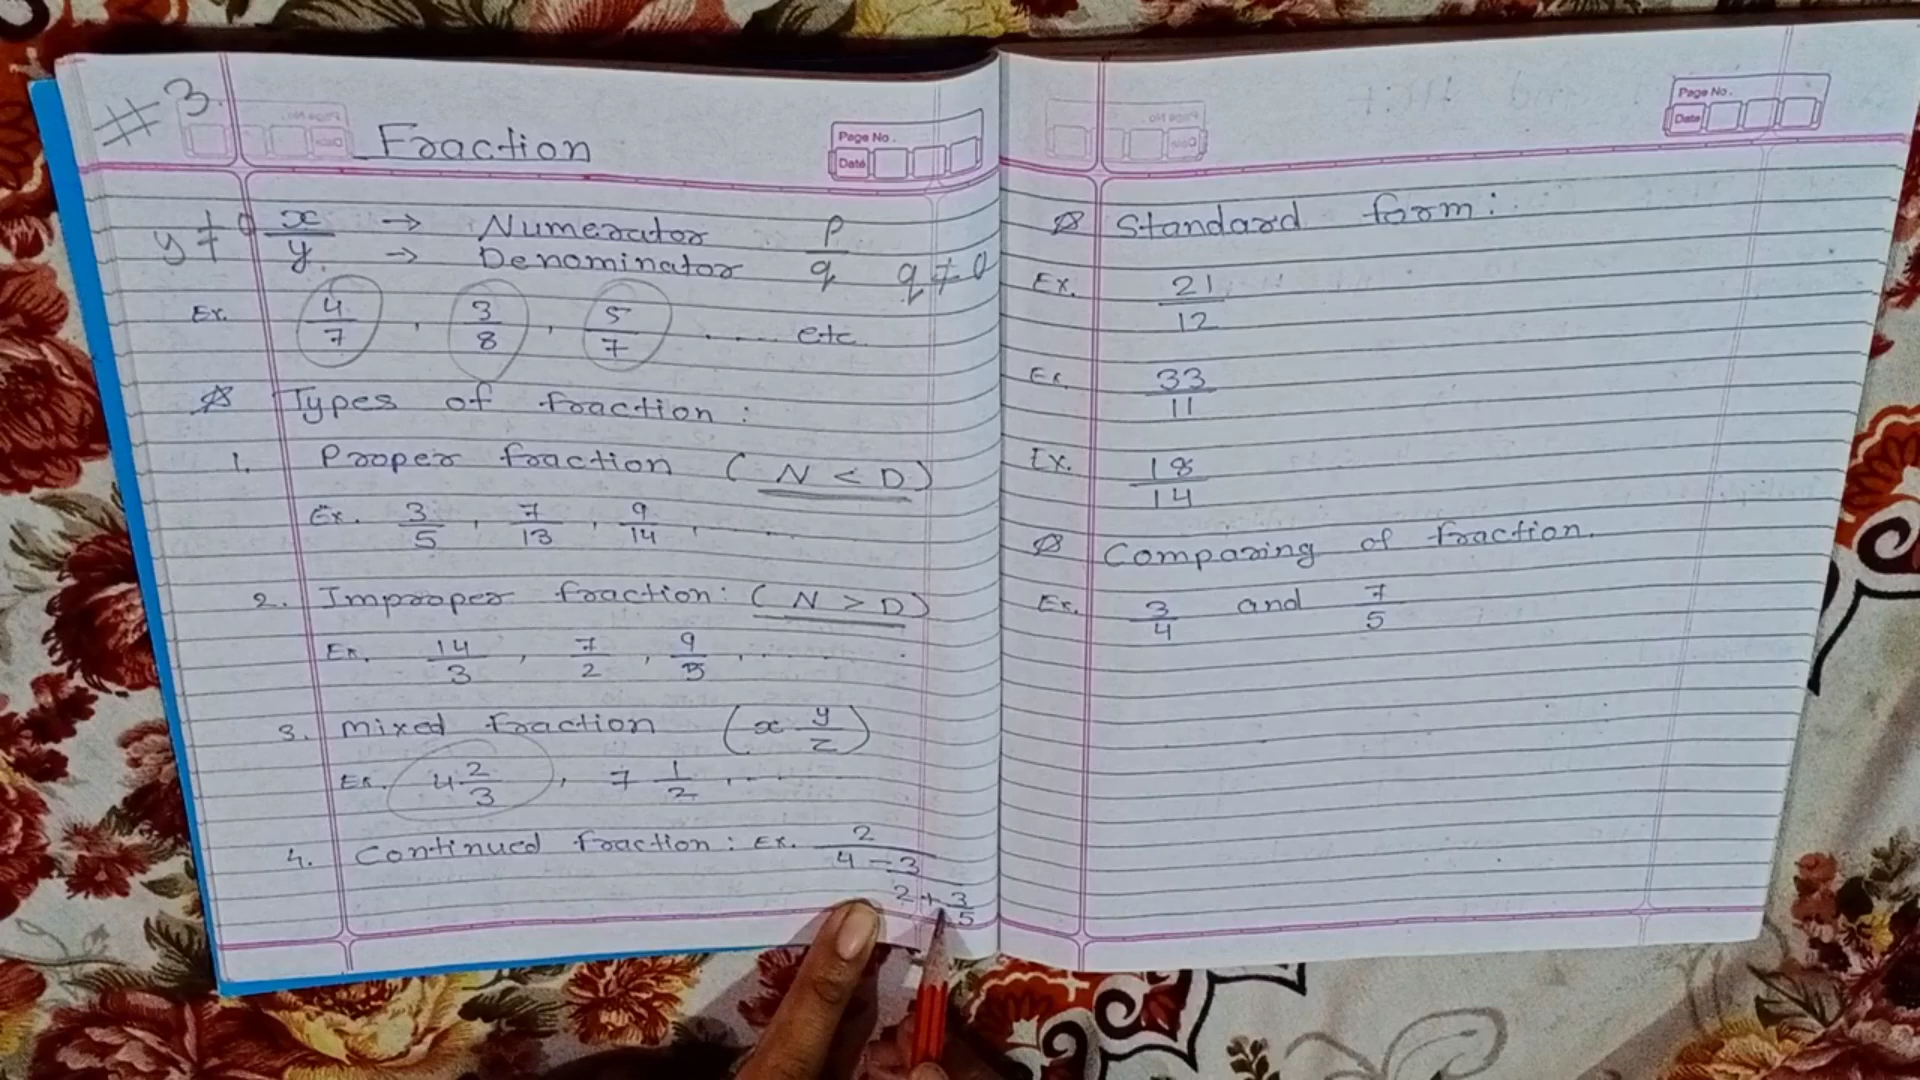 #3
Page No.
Date
Fraction
y ≠ 0 x/y → Numerator p/q q ≠ 0
→ Denominator
Ex. 4/7 , 3/8 , 5/7 ..... etc
Types of fraction :
1. Proper fraction ( N < D )
Ex. 3/5 , 7/13 , 9/14 , .....
2. Improper fraction : ( N > D )
Ex. 14/3 , 7/2 , 9/5 , .....
3. Mixed fraction (x y/z)
Ex. 4 2/3 , 7 1/2 , .....
4. Continued fraction : Ex. 2
4 - 3
2 + 3/5
Page No.
Date
Standard form :
Ex. 21/12
Ex. 33/11
Ex. 18/14
Comparing of fraction.
Ex. 3/4 and 7/5